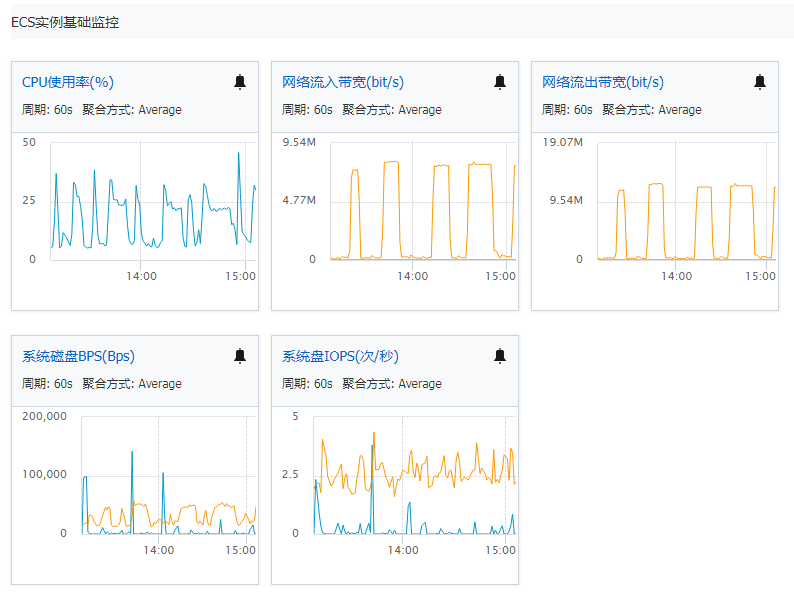 ECS实例基础监控
CPU使用率(%)
周期: 60s 聚合方式: Average
50
25
0
14:00 15:00
网络流入带宽(bit/s)
周期: 60s 聚合方式: Average
9.54M
4.77M
0
14:00 15:00
网络流出带宽(bit/s)
周期: 60s 聚合方式: Average
19.07M
9.54M
0
14:00 15:00
系统磁盘BPS(Bps)
周期: 60s 聚合方式: Average
200,000
100,000
0
14:00 15:00
系统盘IOPS(次/秒)
周期: 60s 聚合方式: Average
5
2.5
0
14:00 15:00